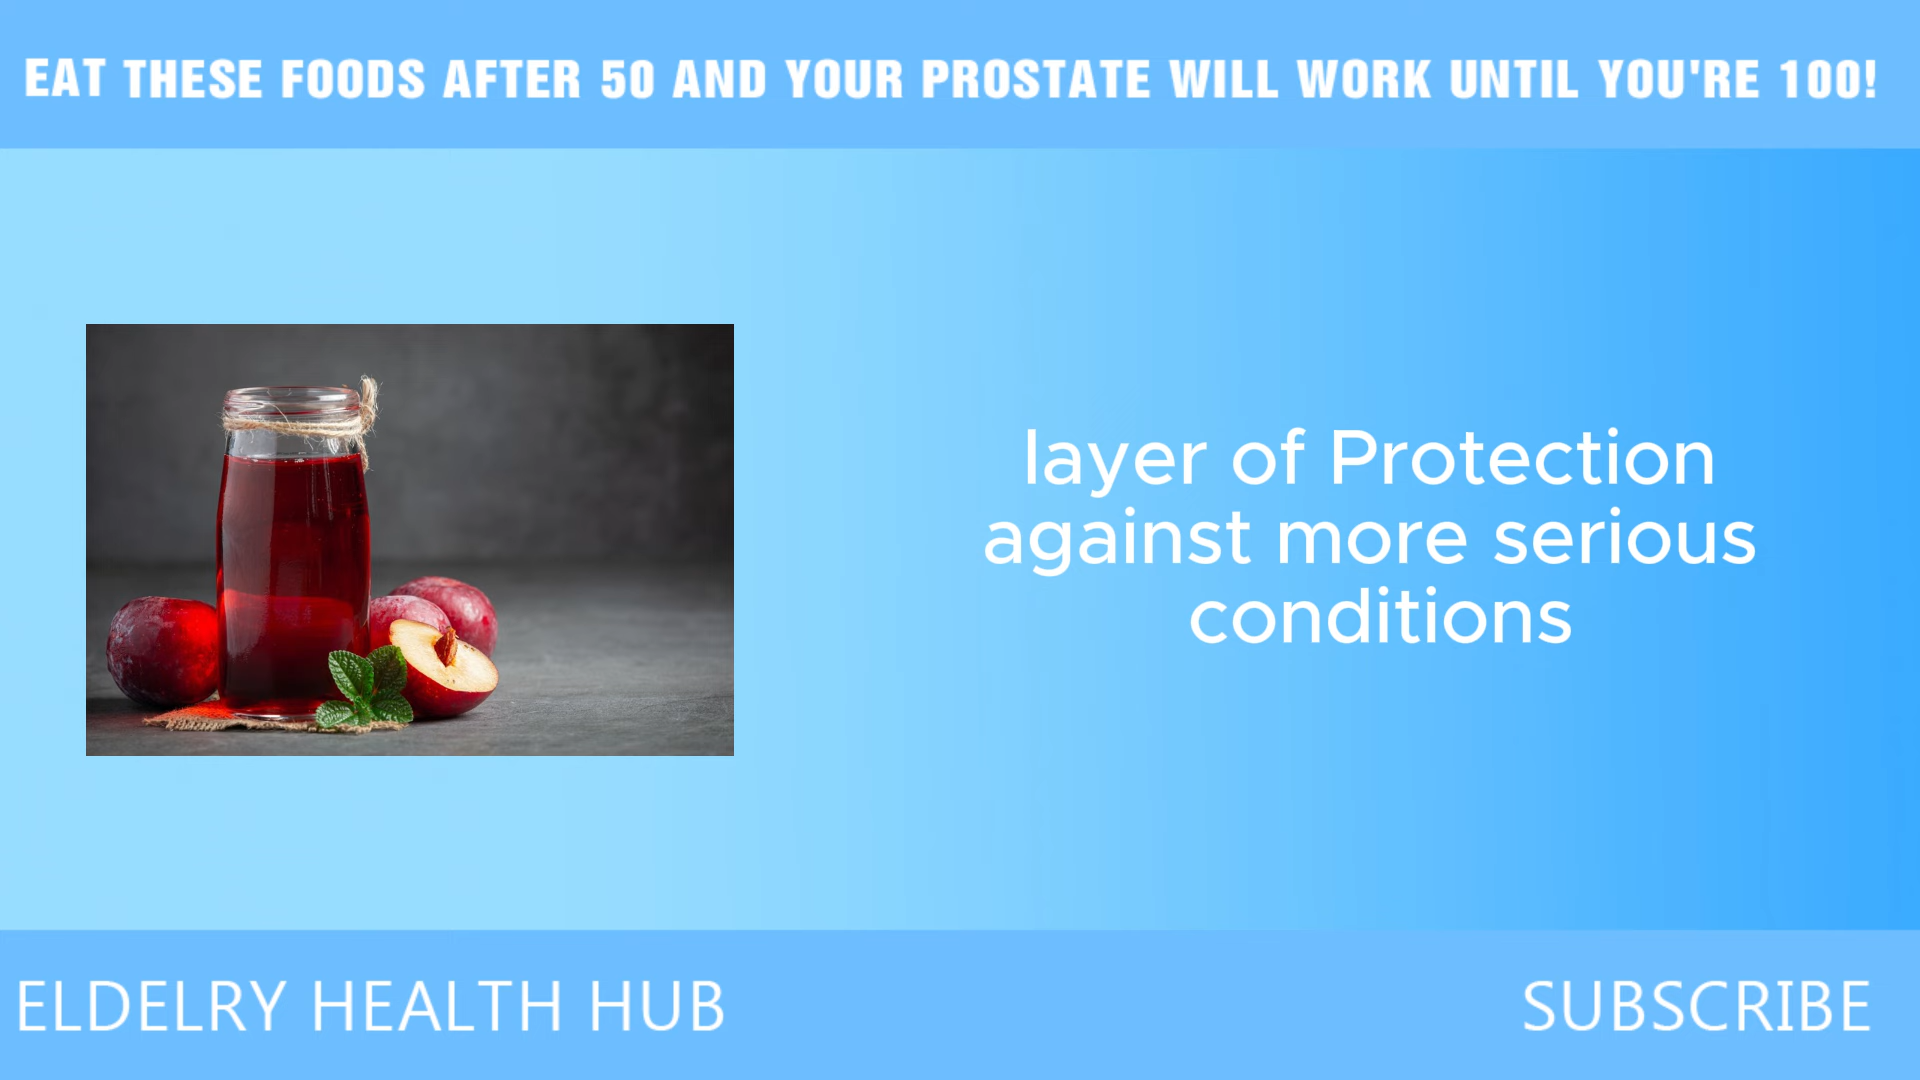 EAT THESE FOODS AFTER 50 AND YOUR PROSTATE WILL WORK UNTIL YOU'RE 100!
layer of Protection
against more serious
conditions
ELDELRY HEALTH HUB
SUBSCRIBE